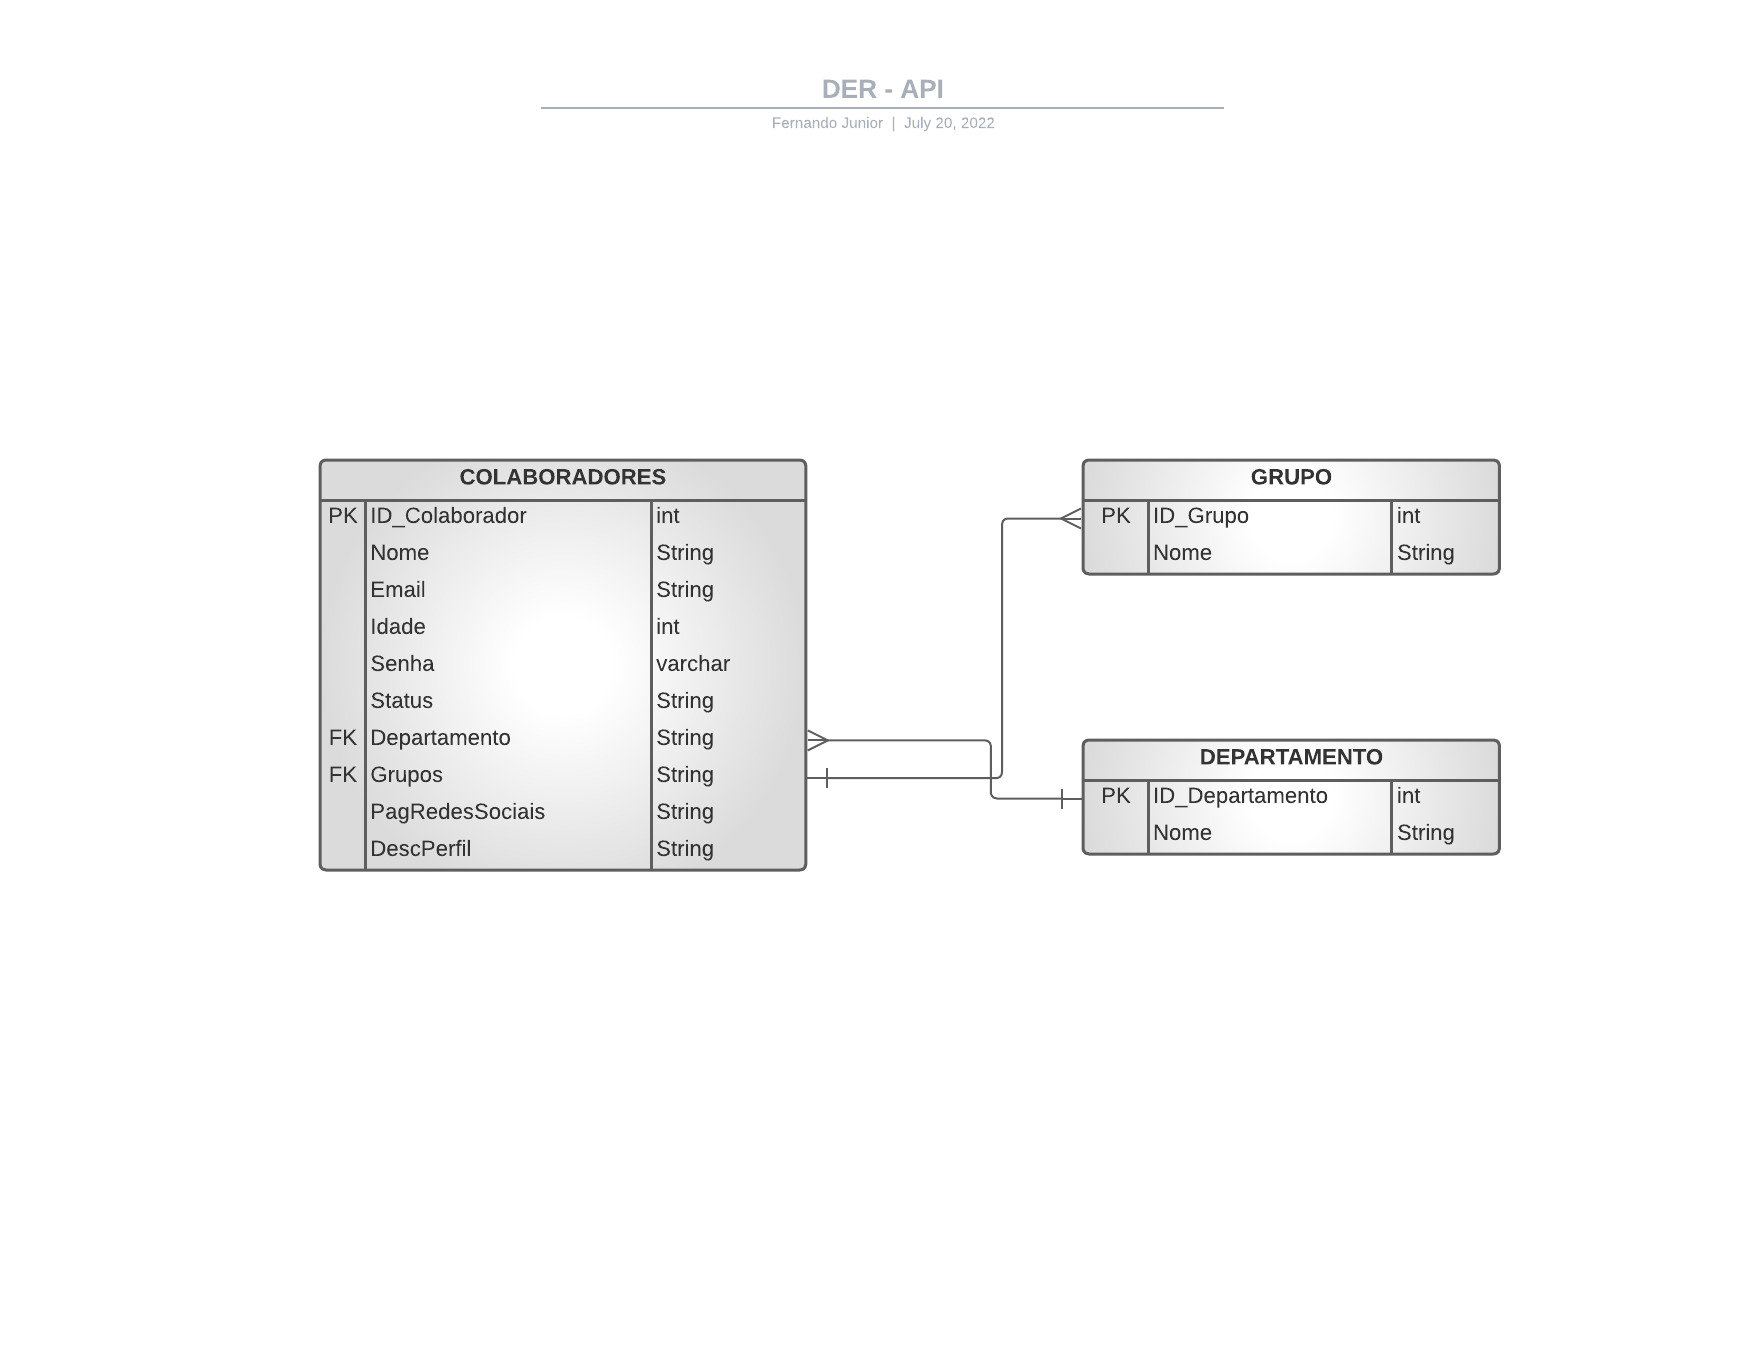 DER - API
Fernando Junior | July 20, 2022
COLABORADORES
PK ID_Colaborador int
Nome String
Email String
Idade int
Senha varchar
Status String
FK Departamento String
FK Grupos String
PagRedesSociais String
DescPerfil String
GRUPO
PK ID_Grupo int
Nome String
DEPARTAMENTO
PK ID_Departamento int
Nome String